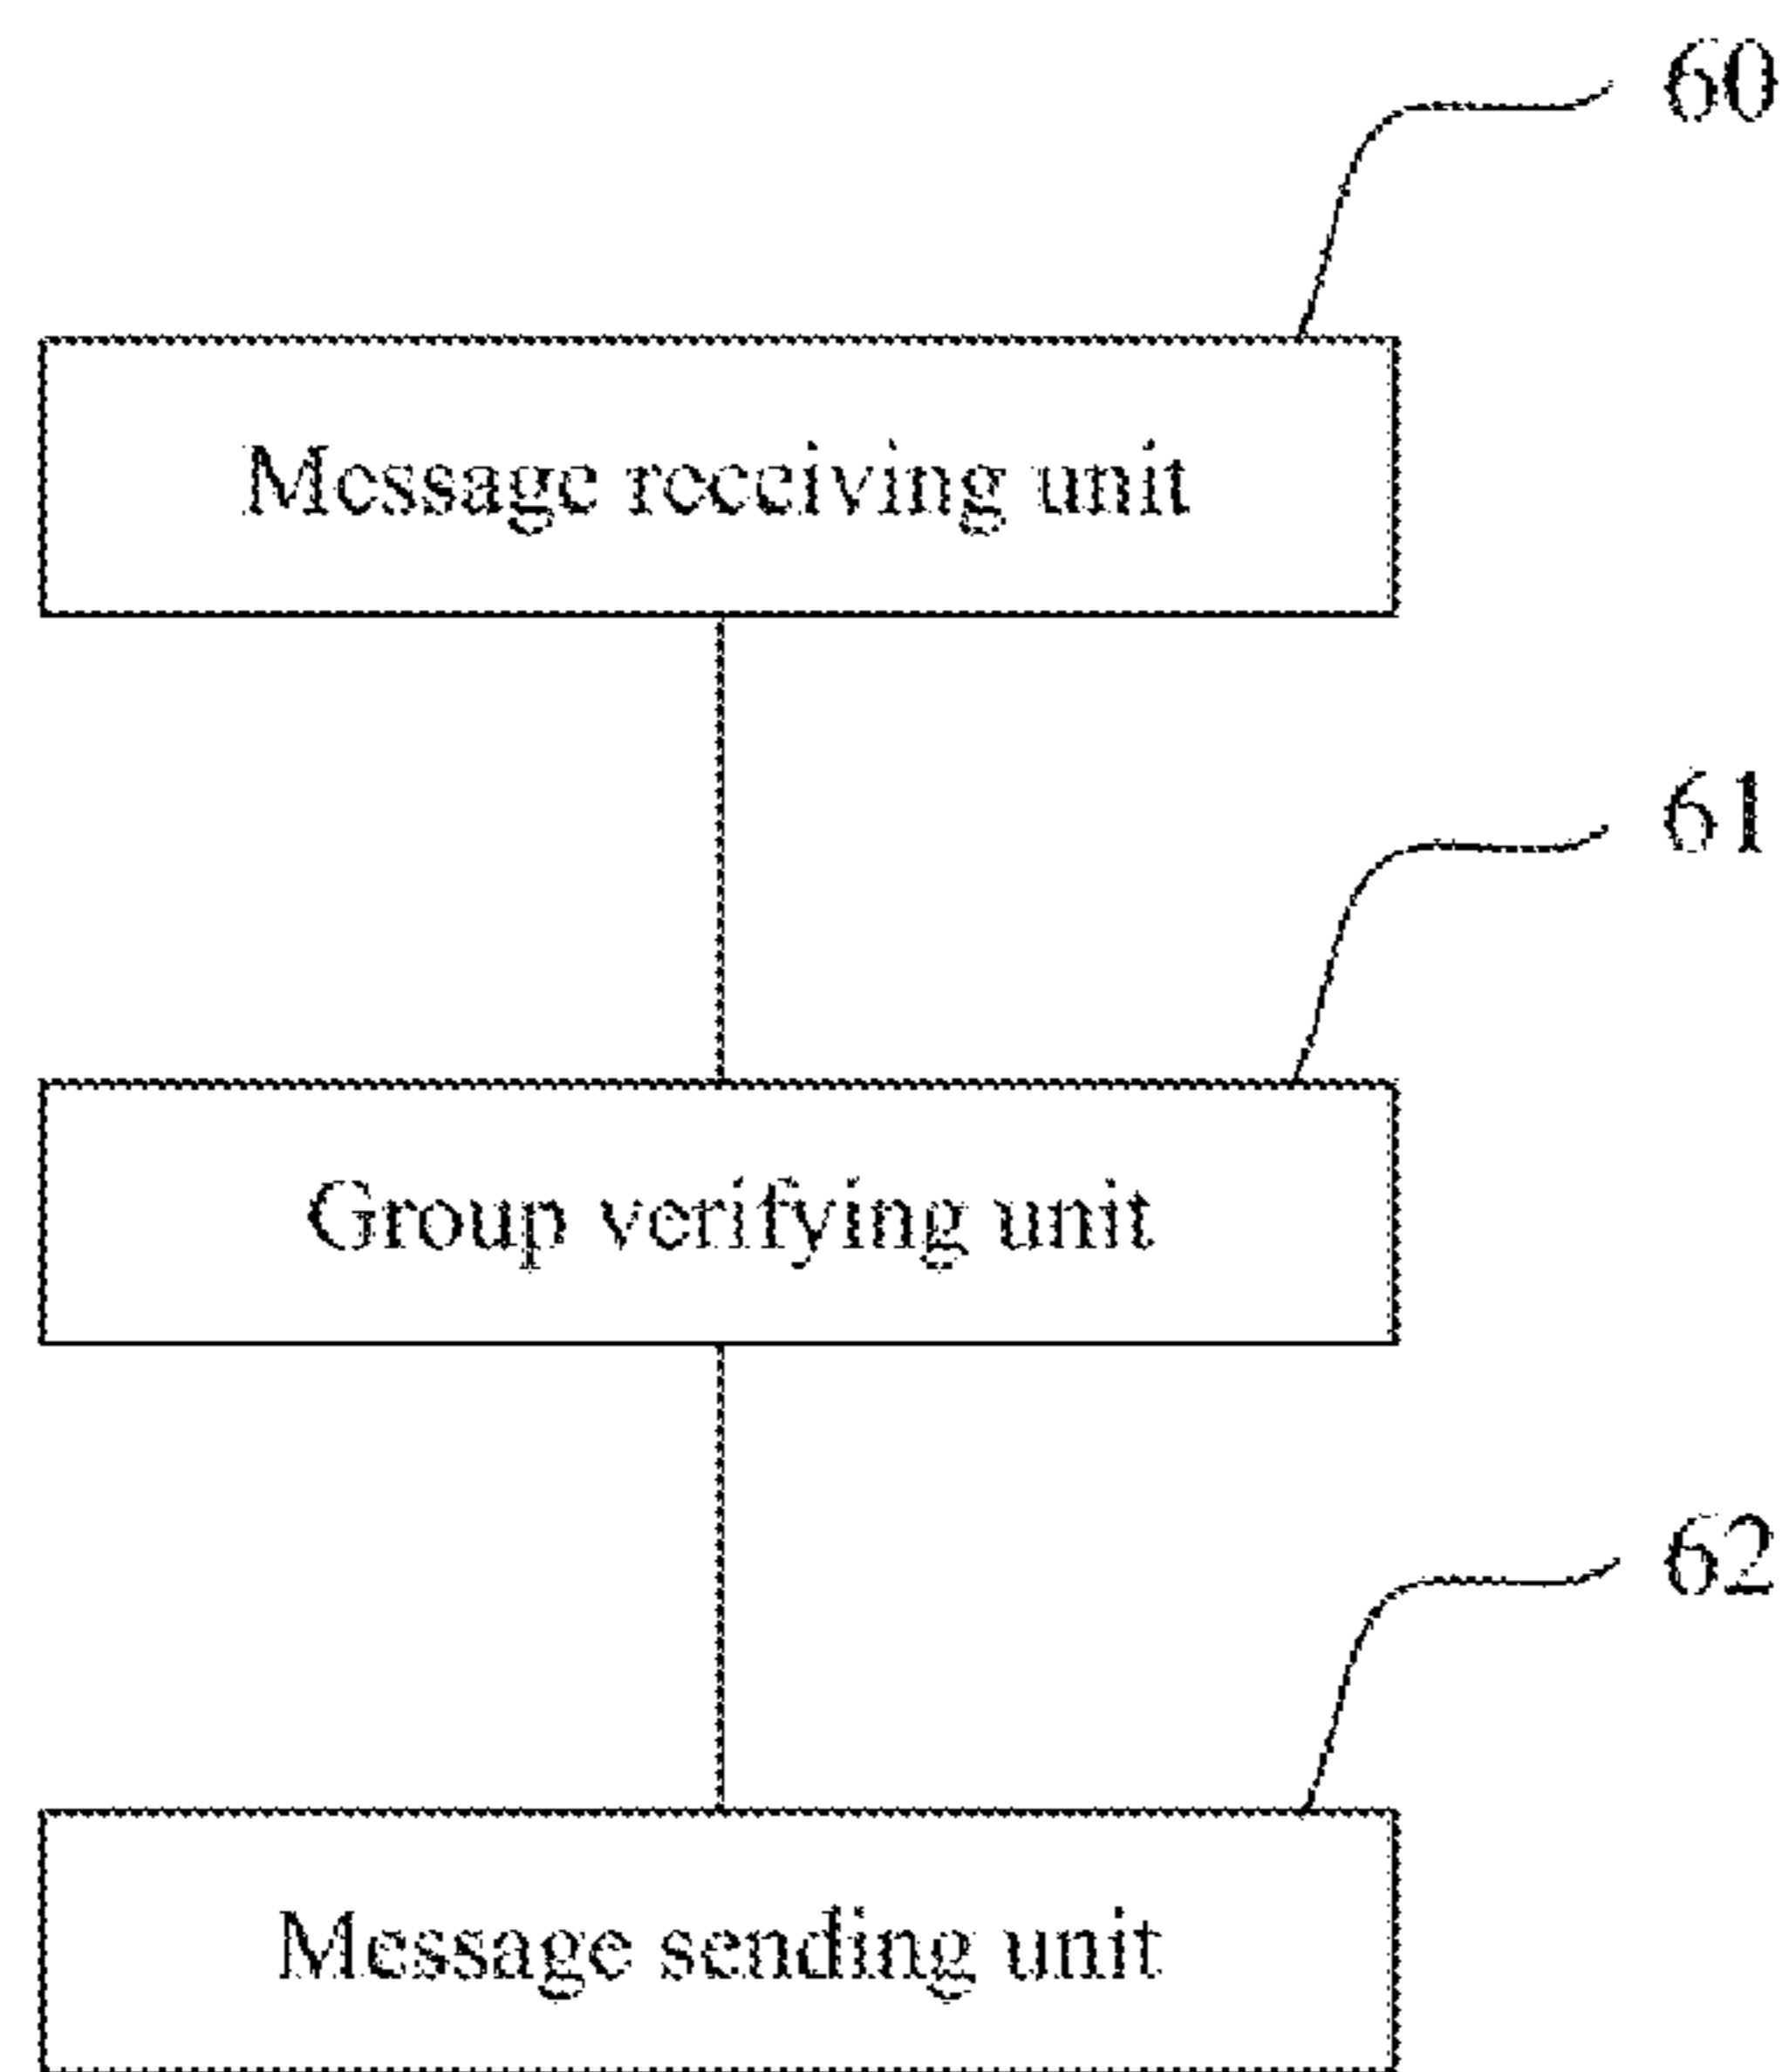 60
Message receiving unit
61
Group verifying unit
62
Message sending unit